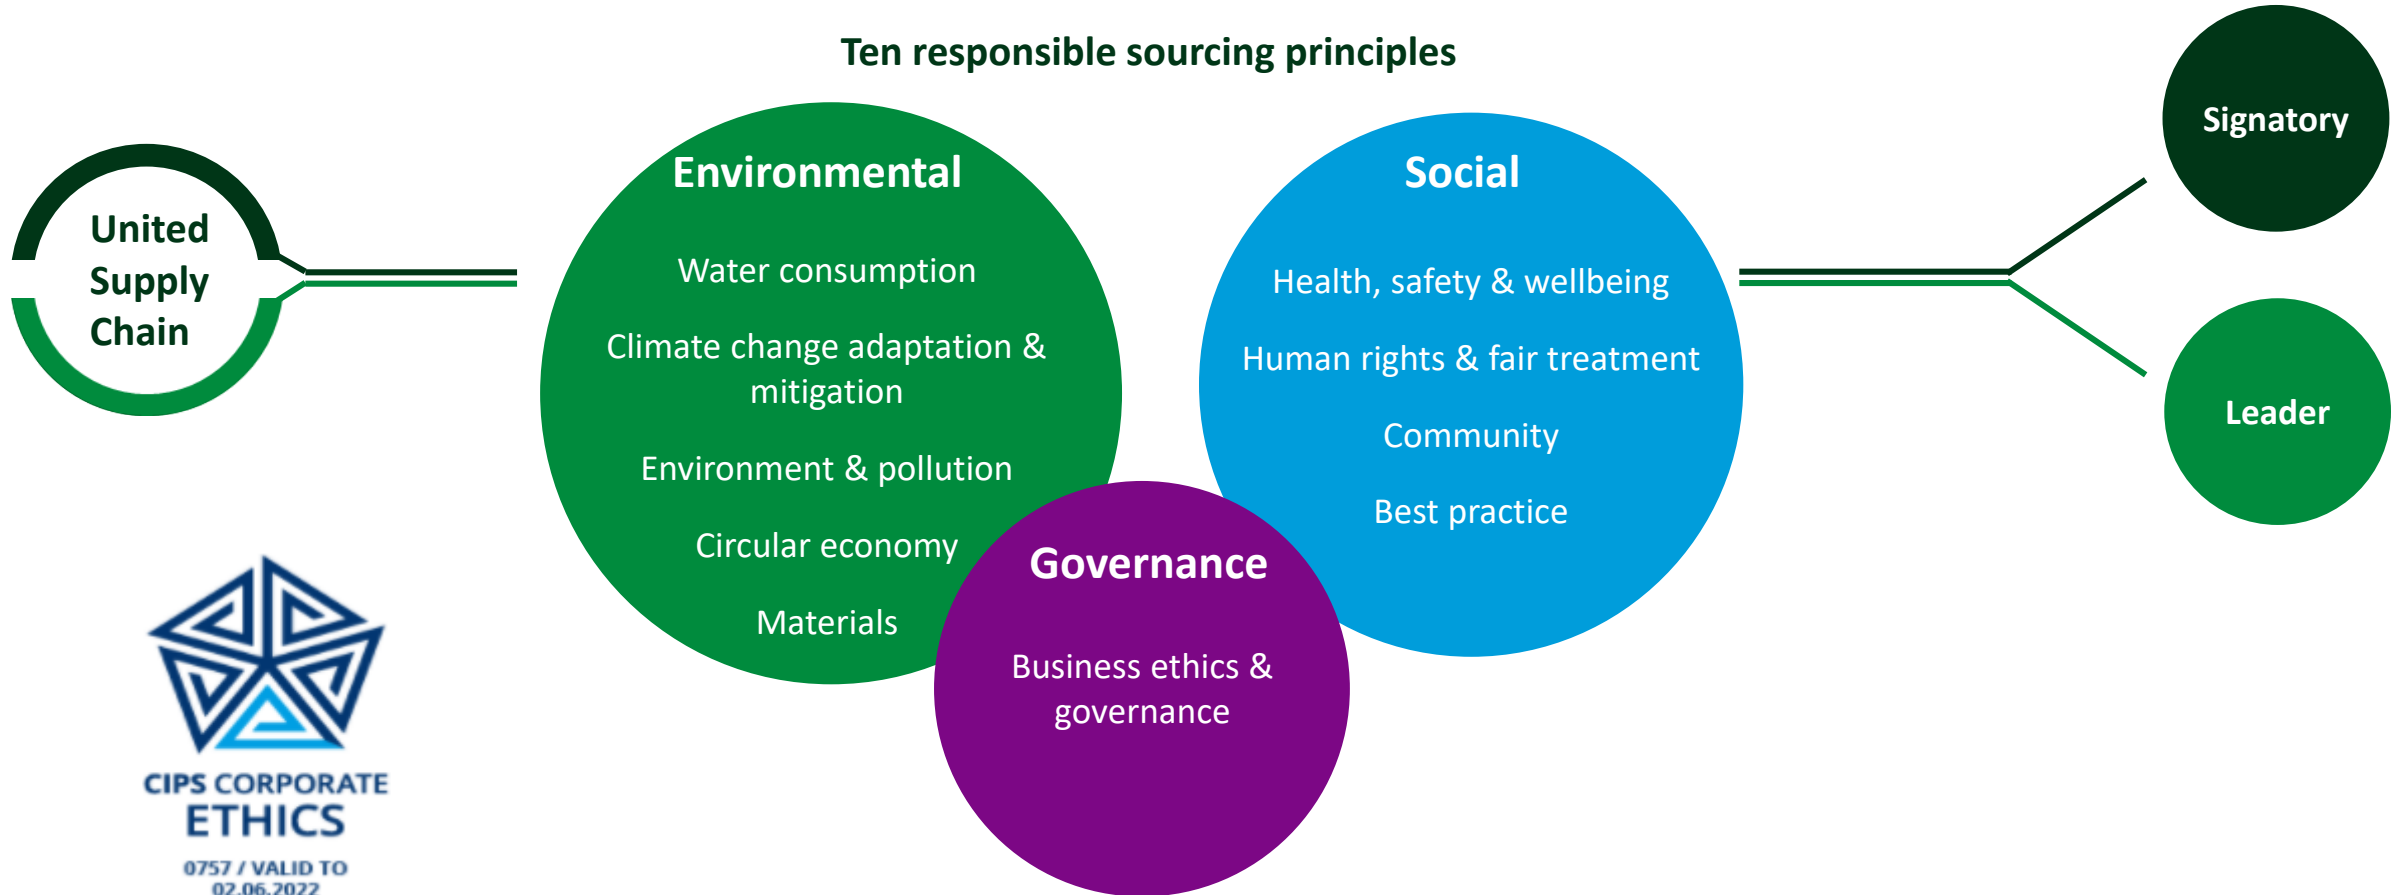 Ten responsible sourcing principles
United
Supply
Chain
Environmental
Water consumption
Climate change adaptation &
mitigation
Environment & pollution
Circular economy
Materials
Social
Health, safety & wellbeing
Human rights & fair treatment
Community
Best practice
Governance
Business ethics &
governance
Signatory
Leader
CIPS CORPORATE
ETHICS
0757 / VALID TO
02.06.2022